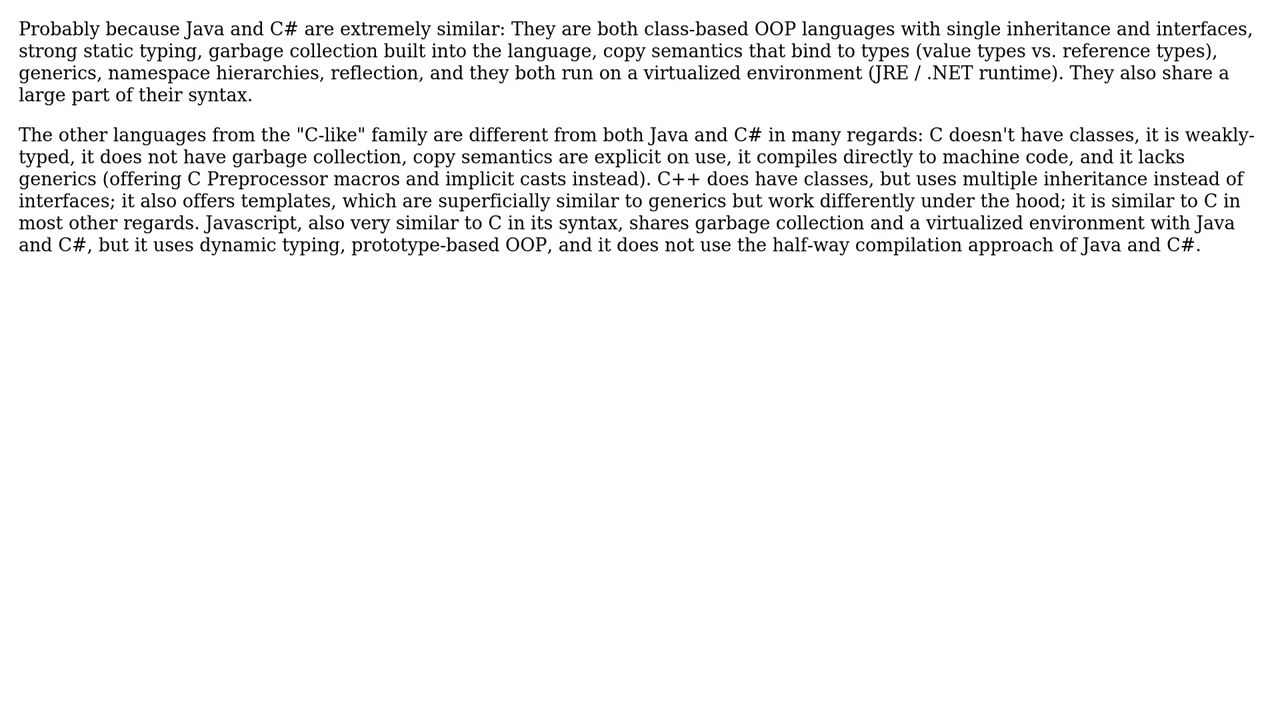 Probably because Java and C# are extremely similar: They are both class-based OOP languages with single inheritance and interfaces,
strong static typing, garbage collection built into the language, copy semantics that bind to types (value types vs. reference types),
generics, namespace hierarchies, reflection, and they both run on a virtualized environment (JRE / .NET runtime). They also share a
large part of their syntax.
The other languages from the "C-like" family are different from both Java and C# in many regards: C doesn't have classes, it is weakly-
typed, it does not have garbage collection, copy semantics are explicit on use, it compiles directly to machine code, and it lacks
generics (offering C Preprocessor macros and implicit casts instead). C++ does have classes, but uses multiple inheritance instead of
interfaces; it also offers templates, which are superficially similar to generics but work differently under the hood; it is similar to C in
most other regards. Javascript, also very similar to C in its syntax, shares garbage collection and a virtualized environment with Java
and C#, but it uses dynamic typing, prototype-based OOP, and it does not use the half-way compilation approach of Java and C#.